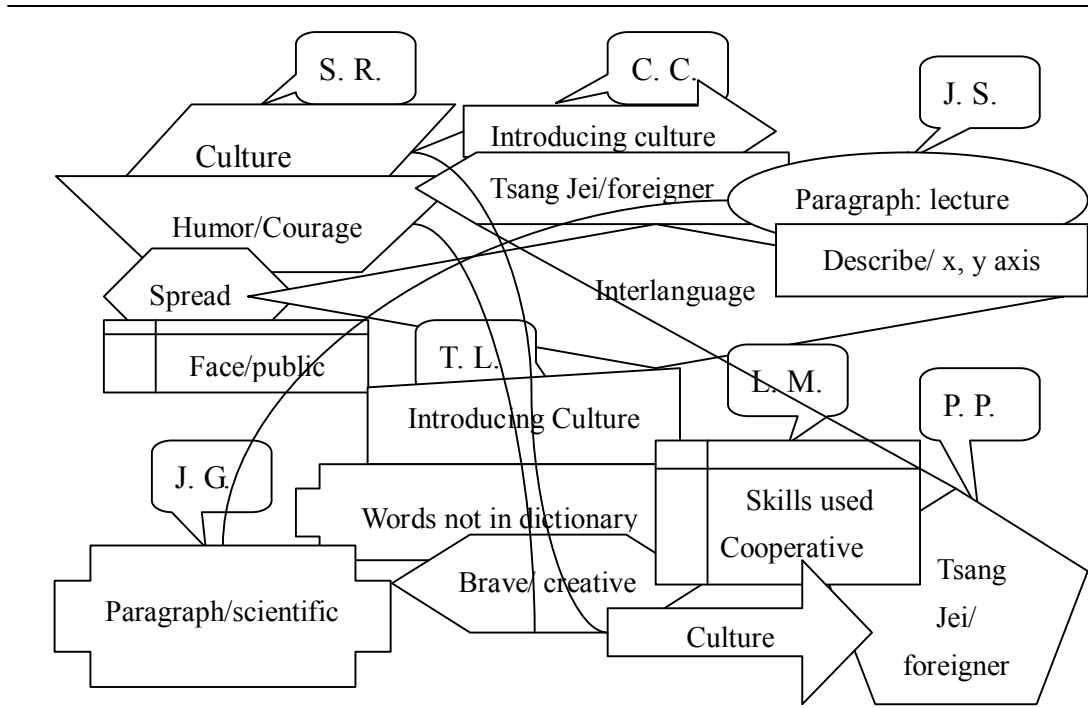 S. R.
C. C.
J. S.
Culture
Introducing culture
Tsang Jei/foreigner
Paragraph: lecture
Humor/Courage
Describe/ x, y axis
Spread
Interlanguage
Face/public
T. L.
L. M.
P. P.
Introducing Culture
J. G.
Words not in dictionary
Skills used
Cooperative
Brave/ creative
Paragraph/scientific
Culture
Tsang
Jei/
foreigner